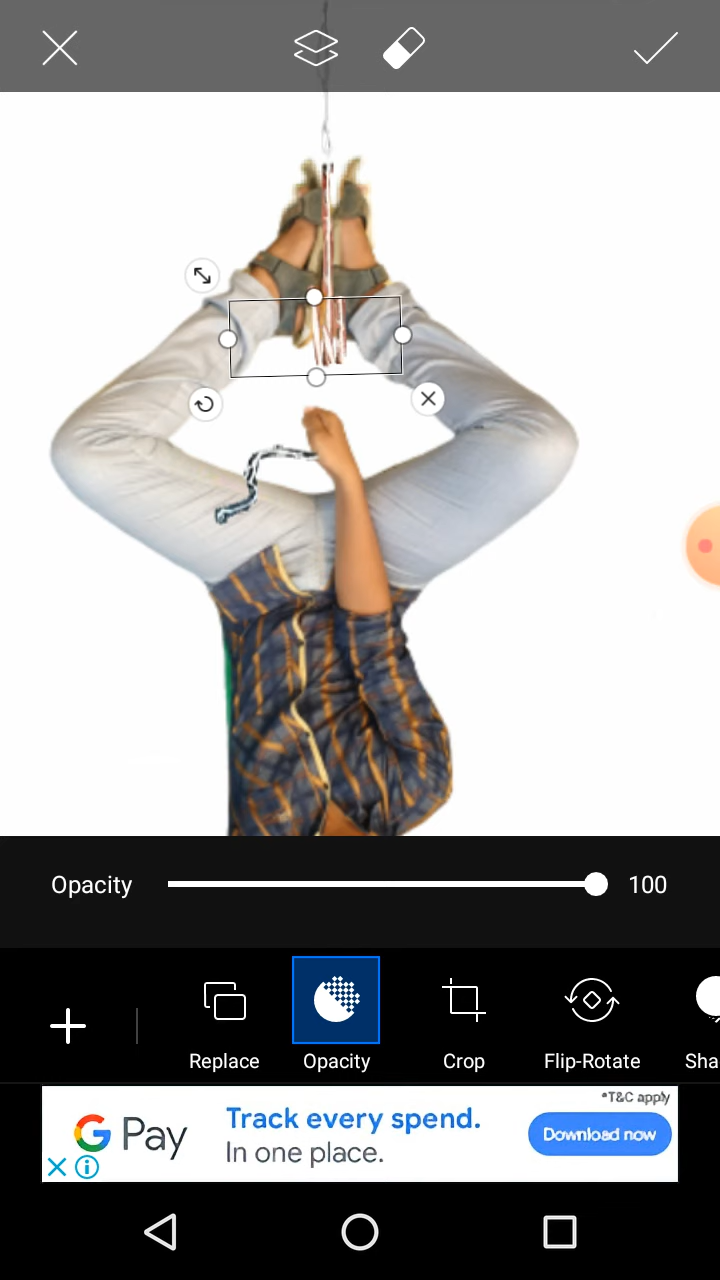 Opacity 100
Replace Opacity Crop Flip-Rotate Sha
*T&C apply
G Pay Track every spend. Download now
In one place.